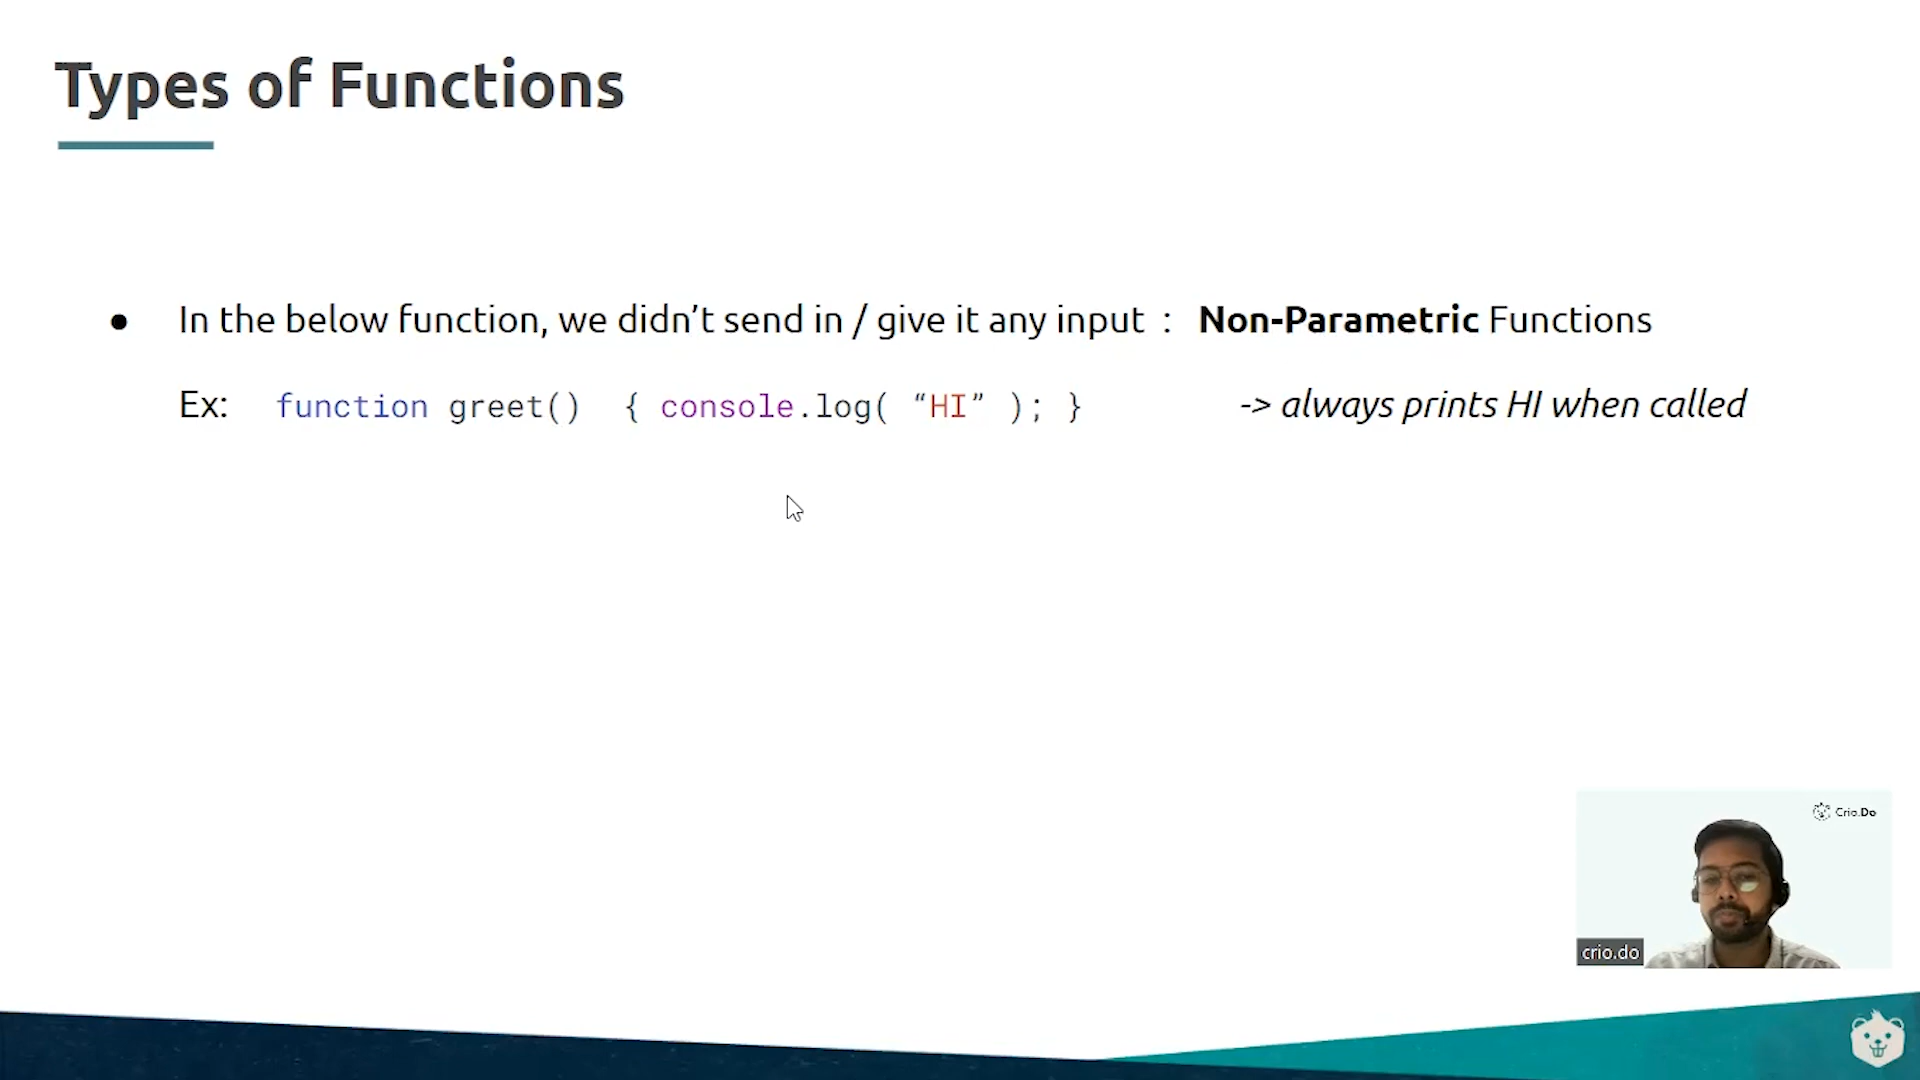 Types of Functions
● In the below function, we didn’t send in / give it any input : Non-Parametric Functions
Ex: function greet() { console.log( “HI” ); } -> always prints HI when called
Crio.Do
crio.do